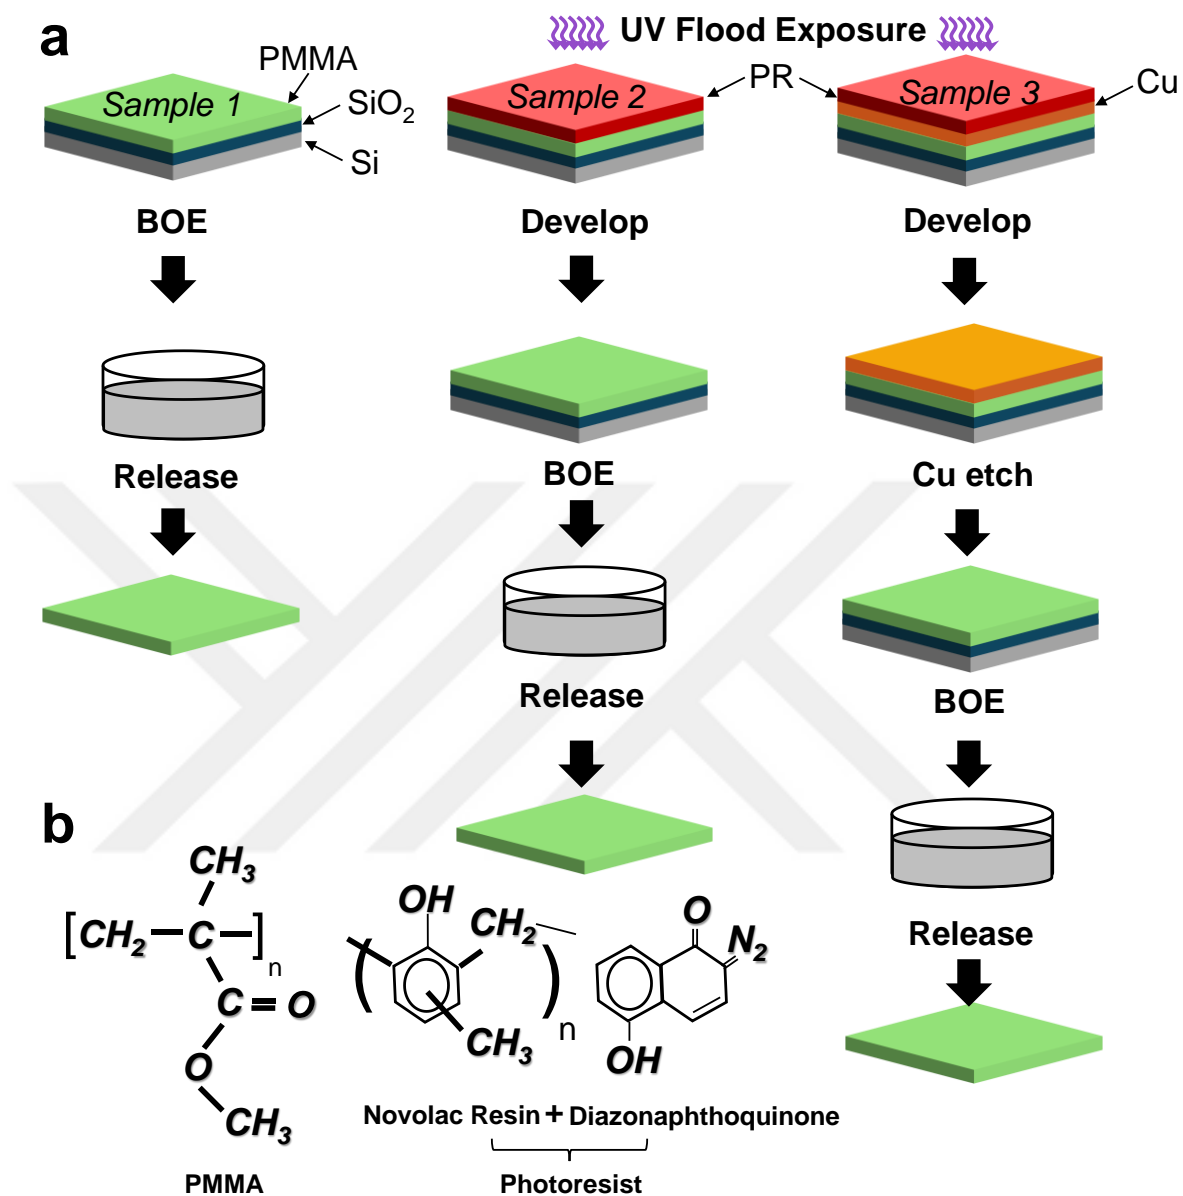 a
UV Flood Exposure
PMMA
SiO2
Si
Sample 1
Sample 2
PR
Sample 3
Cu
BOE
Develop
Develop
Release
BOE
Cu etch
Release
BOE
Release
b
CH3
[CH2 — C — ]n
C = O
O
CH3
PMMA
OH
CH2
( )n
CH3
O
N2
OH
Novolac Resin + Diazonaphthoquinone
Photoresist